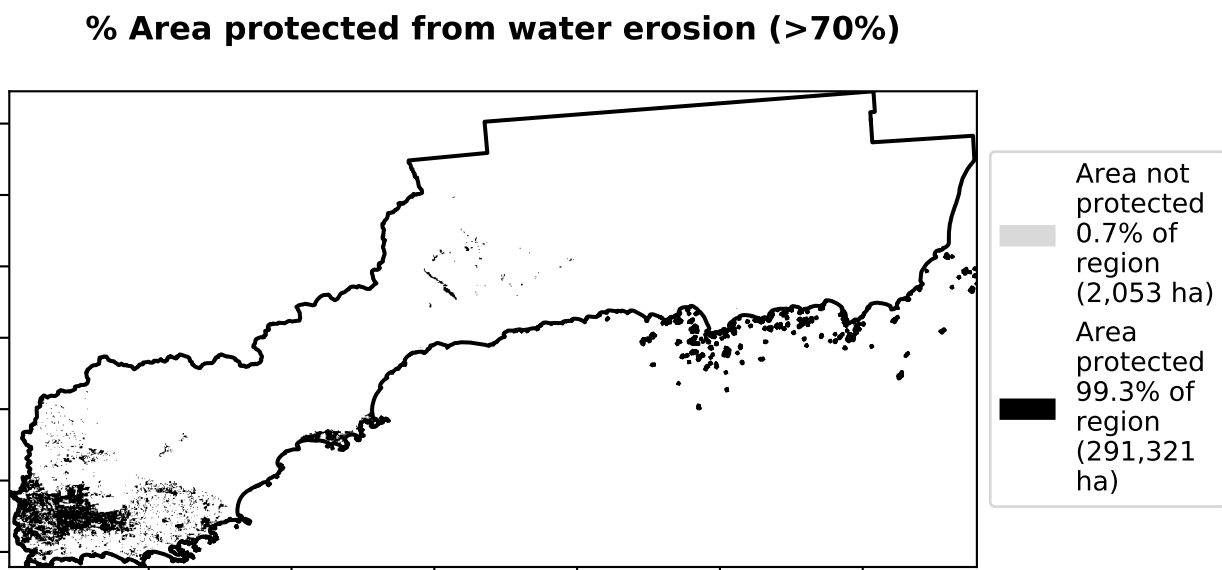 % Area protected from water erosion (>70%)
Area not
protected
0.7% of
region
(2,053 ha)
Area
protected
99.3% of
region
(291,321
ha)